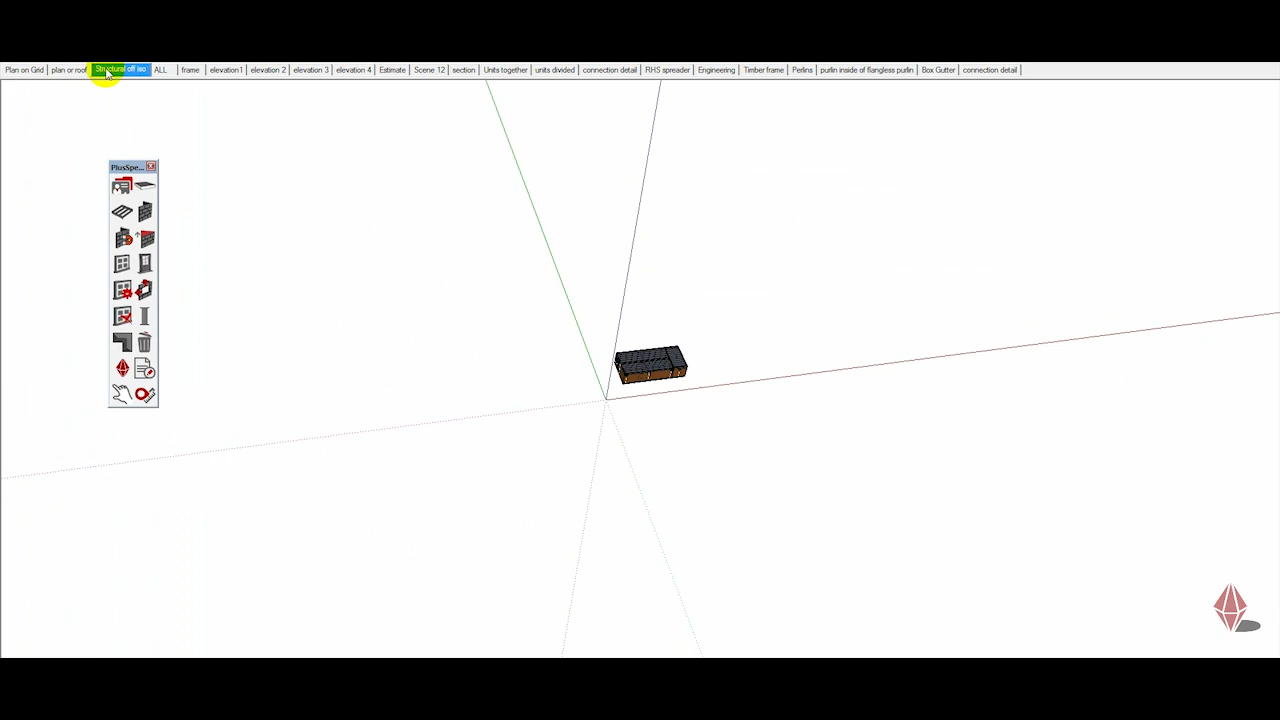 Plan on Grid plan or roof Structural off iso ALL frame elevation1 elevation 2 elevation 3 elevation 4 Estimate Scene 12 section Units together units divided connection detail RHS spreader Engineering Timber frame Perlins purlin inside of flangless purlin Box Gutter connection detail
PlusSpe...